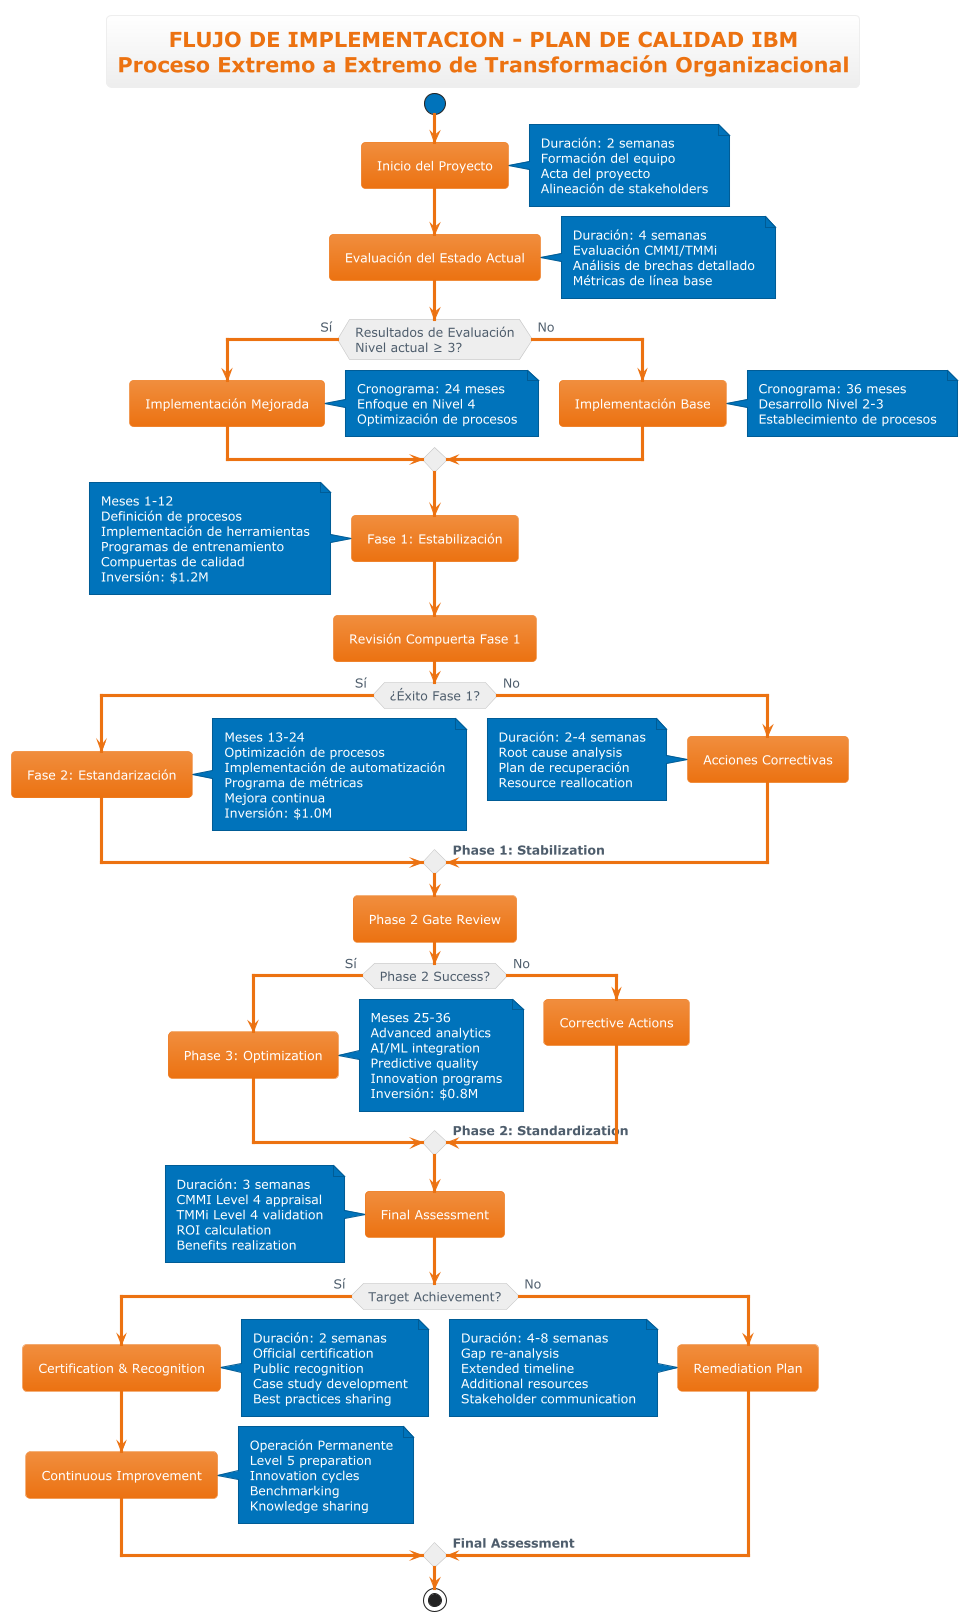 FLUJO DE IMPLEMENTACION - PLAN DE CALIDAD IBM
Proceso Extremo a Extremo de Transformación Organizacional
Inicio del Proyecto
Duración: 2 semanas
Formación del equipo
Acta del proyecto
Alineación de stakeholders
Evaluación del Estado Actual
Duración: 4 semanas
Evaluación CMMI/TMMi
Análisis de brechas detallado
Métricas de línea base
Sí
Resultados de Evaluación
Nivel actual ≥ 3?
No
Implementación Mejorada
Cronograma: 24 meses
Enfoque en Nivel 4
Optimización de procesos
Implementación Base
Cronograma: 36 meses
Desarrollo Nivel 2-3
Establecimiento de procesos
Meses 1-12
Definición de procesos
Implementación de herramientas
Programas de entrenamiento
Compuertas de calidad
Inversión: $1.2M
Fase 1: Estabilización
Revisión Compuerta Fase 1
Sí
¿Éxito Fase 1?
No
Fase 2: Estandarización
Meses 13-24
Optimización de procesos
Implementación de automatización
Programa de métricas
Mejora continua
Inversión: $1.0M
Duración: 2-4 semanas
Root cause analysis
Plan de recuperación
Resource reallocation
Acciones Correctivas
Phase 1: Stabilization
Phase 2 Gate Review
Sí
Phase 2 Success?
No
Phase 3: Optimization
Meses 25-36
Advanced analytics
AI/ML integration
Predictive quality
Innovation programs
Inversión: $0.8M
Corrective Actions
Phase 2: Standardization
Duración: 3 semanas
CMMI Level 4 appraisal
TMMi Level 4 validation
ROI calculation
Benefits realization
Final Assessment
Sí
Target Achievement?
No
Certification & Recognition
Duración: 2 semanas
Official certification
Public recognition
Case study development
Best practices sharing
Duración: 4-8 semanas
Gap re-analysis
Extended timeline
Additional resources
Stakeholder communication
Remediation Plan
Continuous Improvement
Operación Permanente
Level 5 preparation
Innovation cycles
Benchmarking
Knowledge sharing
Final Assessment